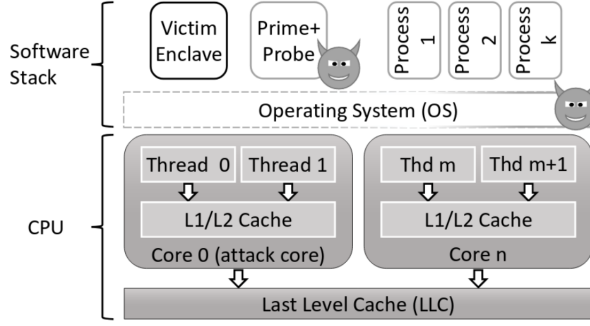 Software
Stack
Victim
Enclave
Prime+
Probe
Process
1
Process
2
Process
k
Operating System (OS)
CPU
Thread 0
Thread 1
L1/L2 Cache
Core 0 (attack core)
Thd m
Thd m+1
L1/L2 Cache
Core n
Last Level Cache (LLC)